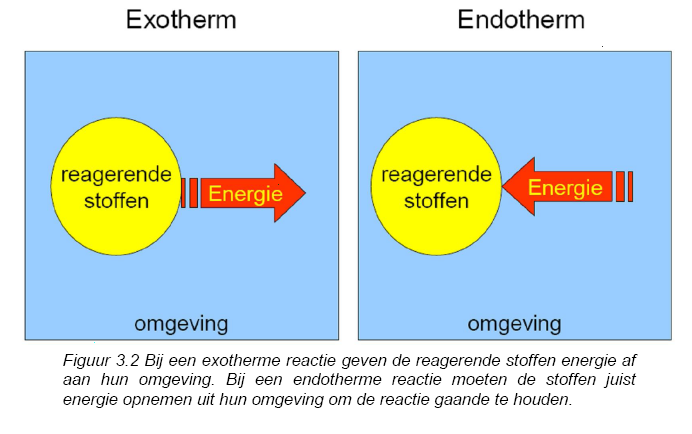 Exotherm
Endotherm
reagerende
stoffen
Energie
omgeving
reagerende
stoffen
Energie
omgeving
Figuur 3.2 Bij een exotherme reactie geven de reagerende stoffen energie af
aan hun omgeving. Bij een endotherme reactie moeten de stoffen juist
energie opnemen uit hun omgeving om de reactie gaande te houden.